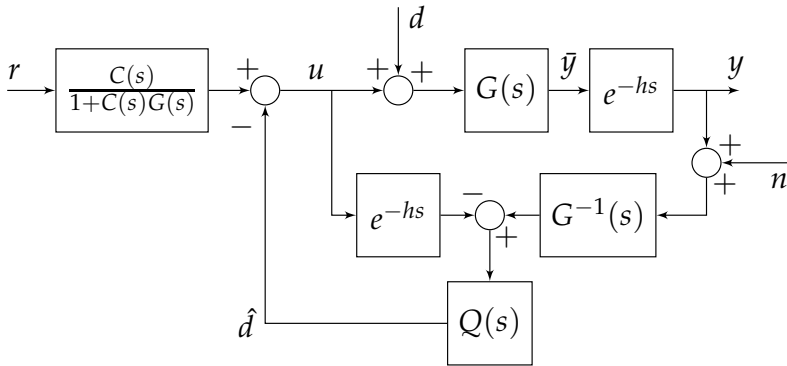 d
r
C(s)
1+C(s)G(s)
+
−
u
+
+
G(s)
ȳ
e^{-hs}
y
+
+
n
e^{-hs}
−
+
G^{-1}(s)
d̂
Q(s)